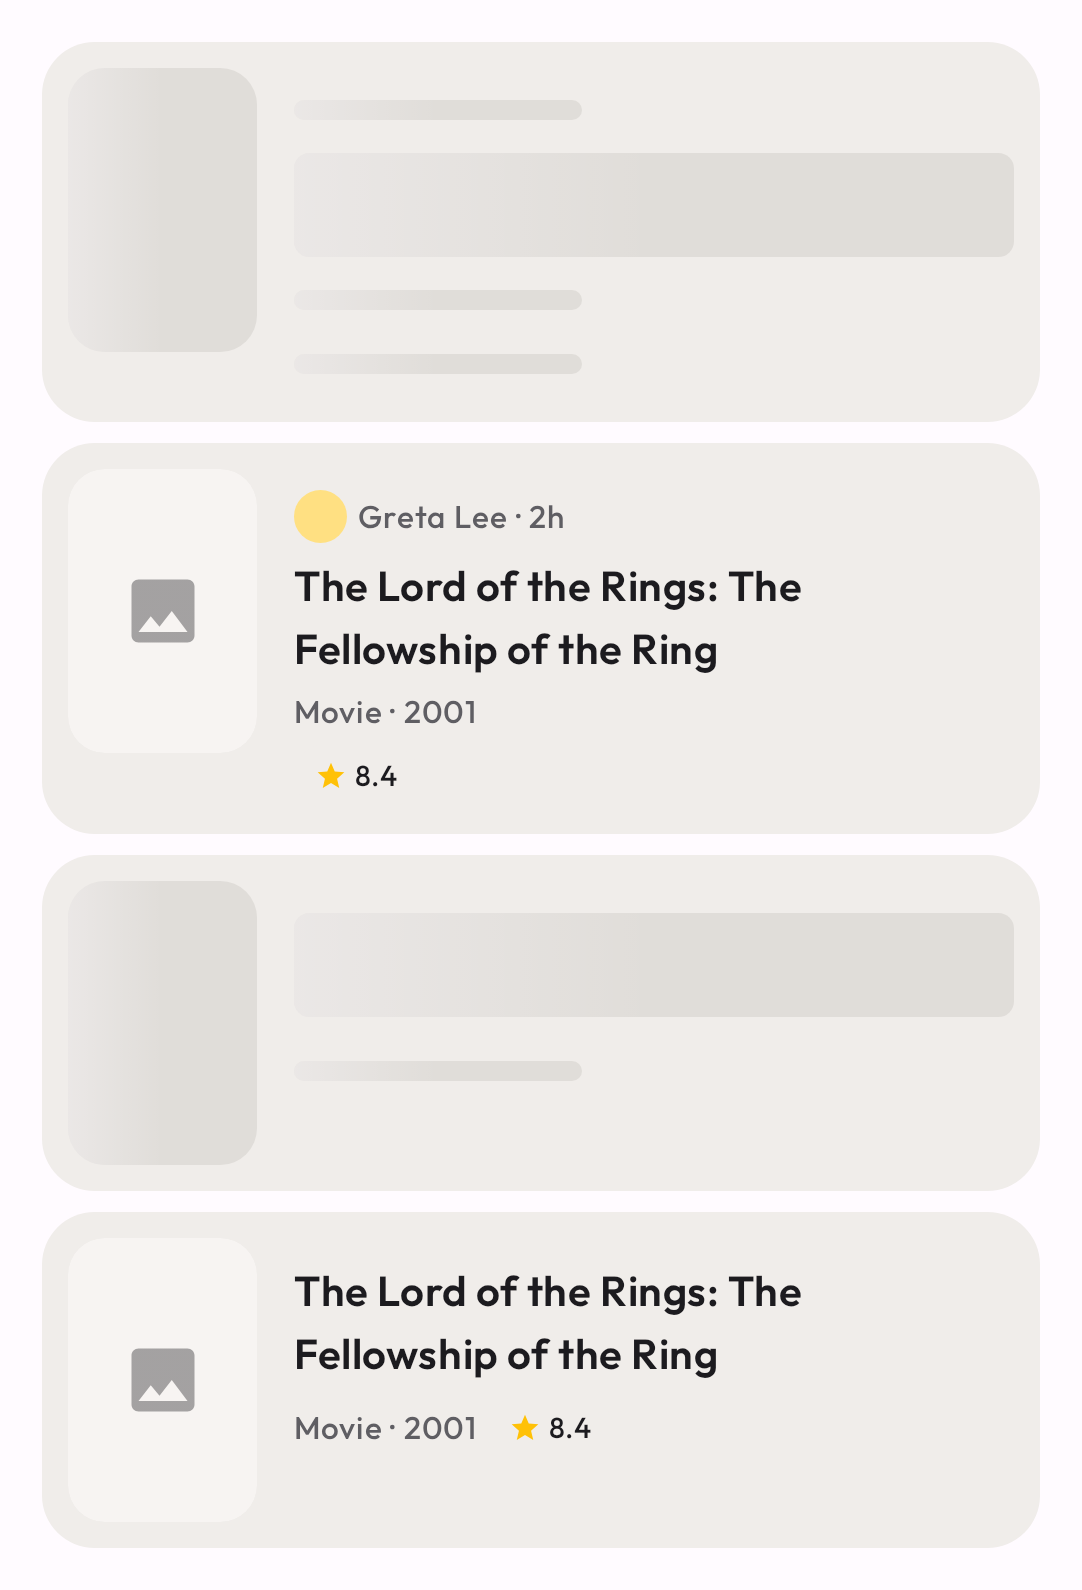 Greta Lee · 2h
The Lord of the Rings: The
Fellowship of the Ring
Movie · 2001
8.4
The Lord of the Rings: The
Fellowship of the Ring
Movie · 2001 8.4